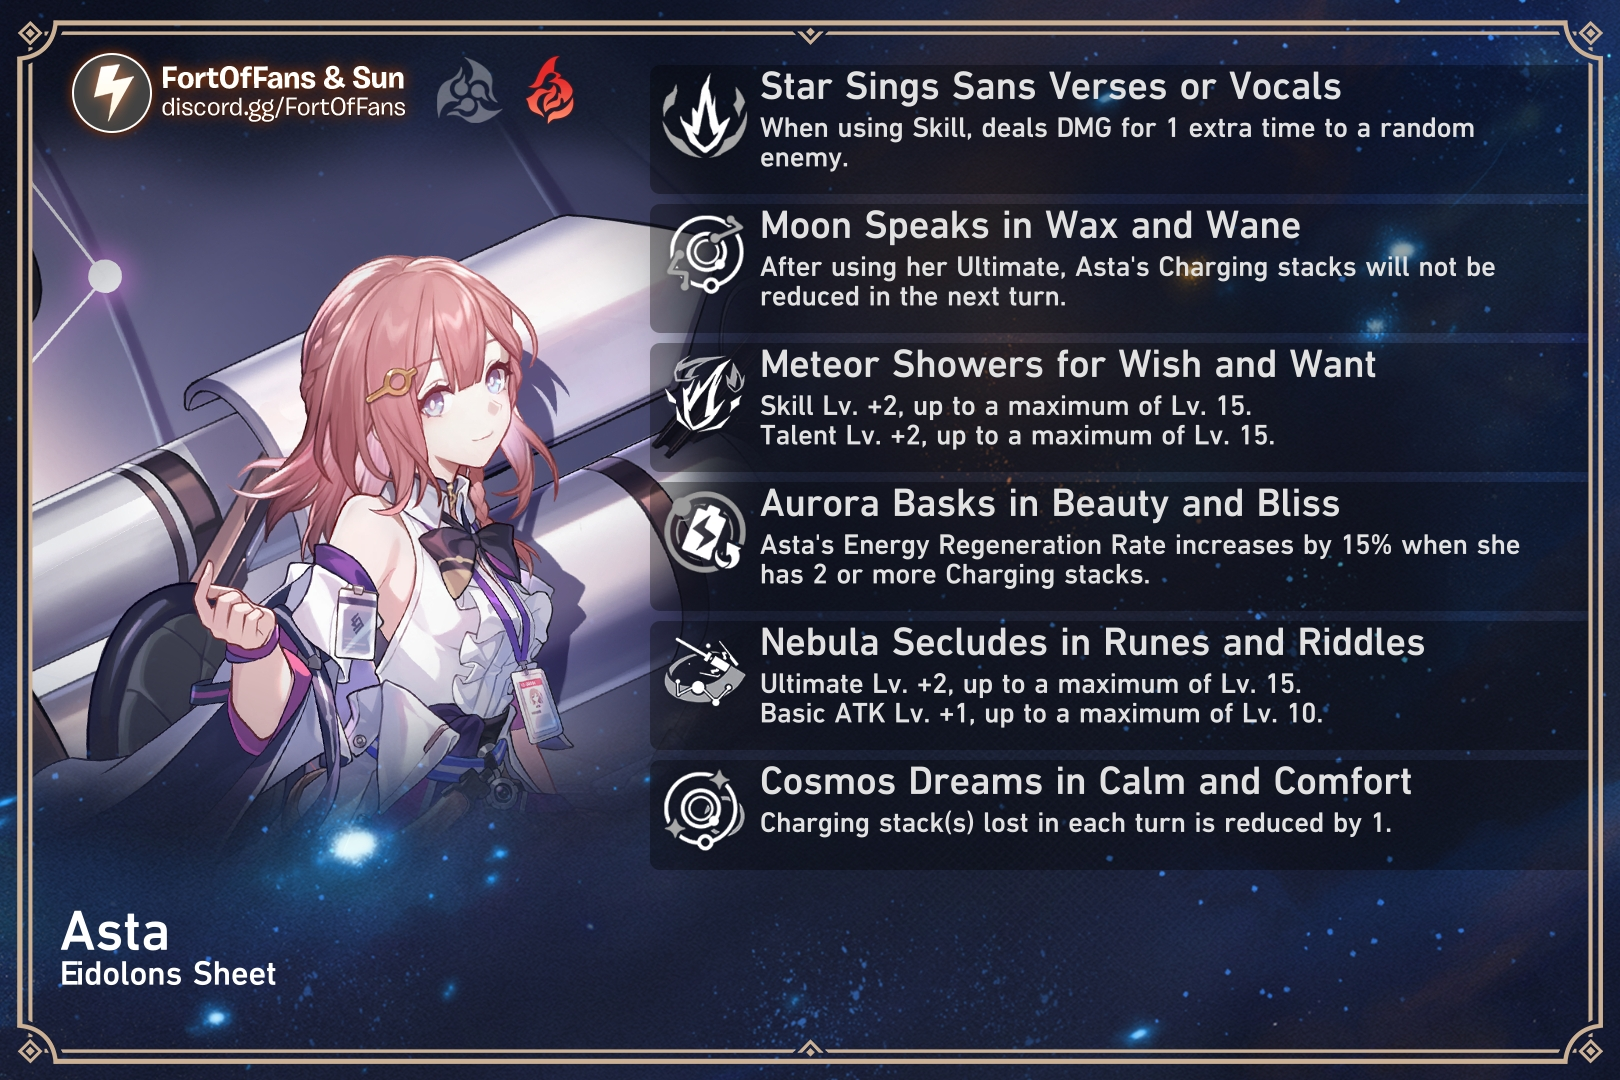 FortOfFans & Sun
discord.gg/FortOfFans
Star Sings Sans Verses or Vocals
When using Skill, deals DMG for 1 extra time to a random
enemy.
Moon Speaks in Wax and Wane
After using her Ultimate, Asta's Charging stacks will not be
reduced in the next turn.
Meteor Showers for Wish and Want
Skill Lv. +2, up to a maximum of Lv. 15.
Talent Lv. +2, up to a maximum of Lv. 15.
Aurora Basks in Beauty and Bliss
Asta's Energy Regeneration Rate increases by 15% when she
has 2 or more Charging stacks.
Nebula Secludes in Runes and Riddles
Ultimate Lv. +2, up to a maximum of Lv. 15.
Basic ATK Lv. +1, up to a maximum of Lv. 10.
Cosmos Dreams in Calm and Comfort
Charging stack(s) lost in each turn is reduced by 1.
Asta
Eidolons Sheet